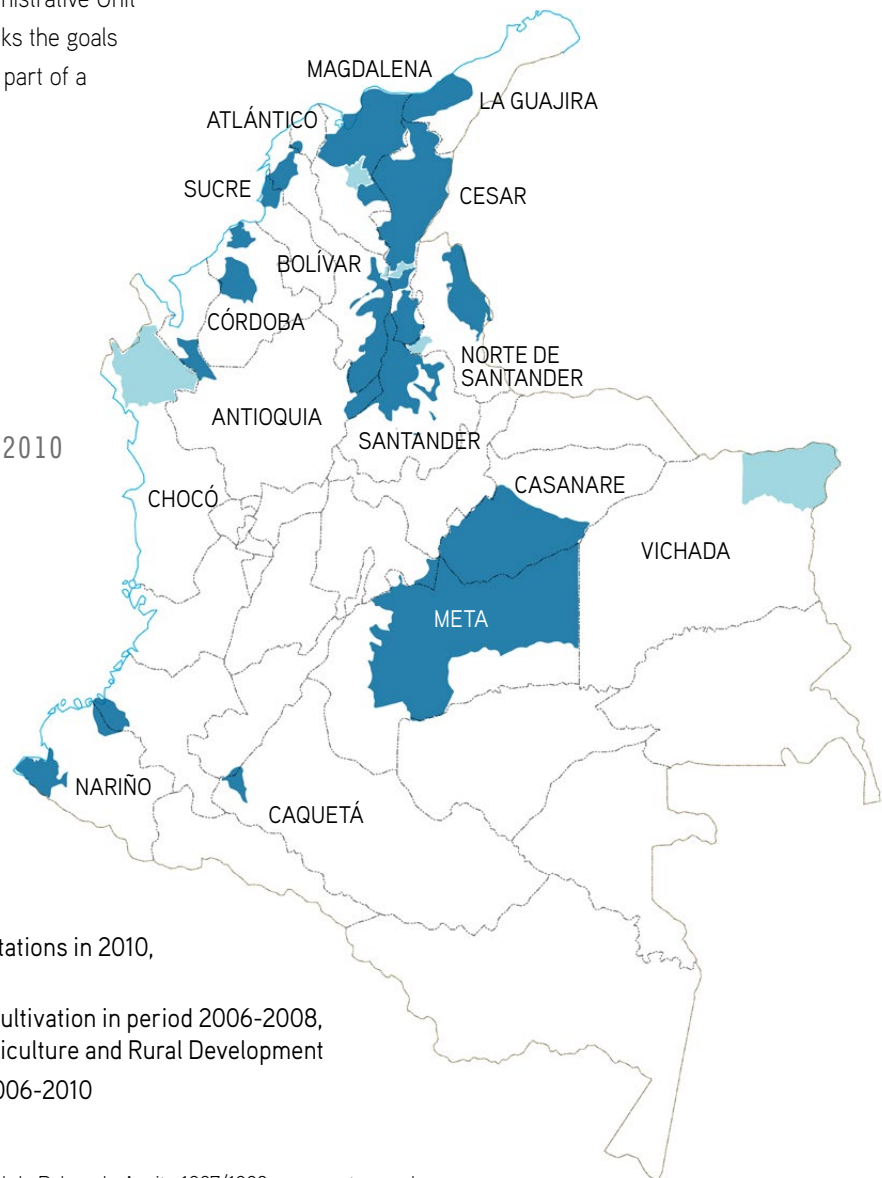 ks the goals
part of a
MAGDALENA
LA GUAJIRA
ATLÁNTICO
SUCRE
CESAR
BOLÍVAR
CÓRDOBA
NORTE DE
SANTANDER
ANTIOQUIA
SANTANDER
2010
CASANARE
CHOCÓ
VICHADA
META
NARIÑO
CAQUETÁ
tations in 2010,
ultivation in period 2006-2008,
iculture and Rural Development
006-2010